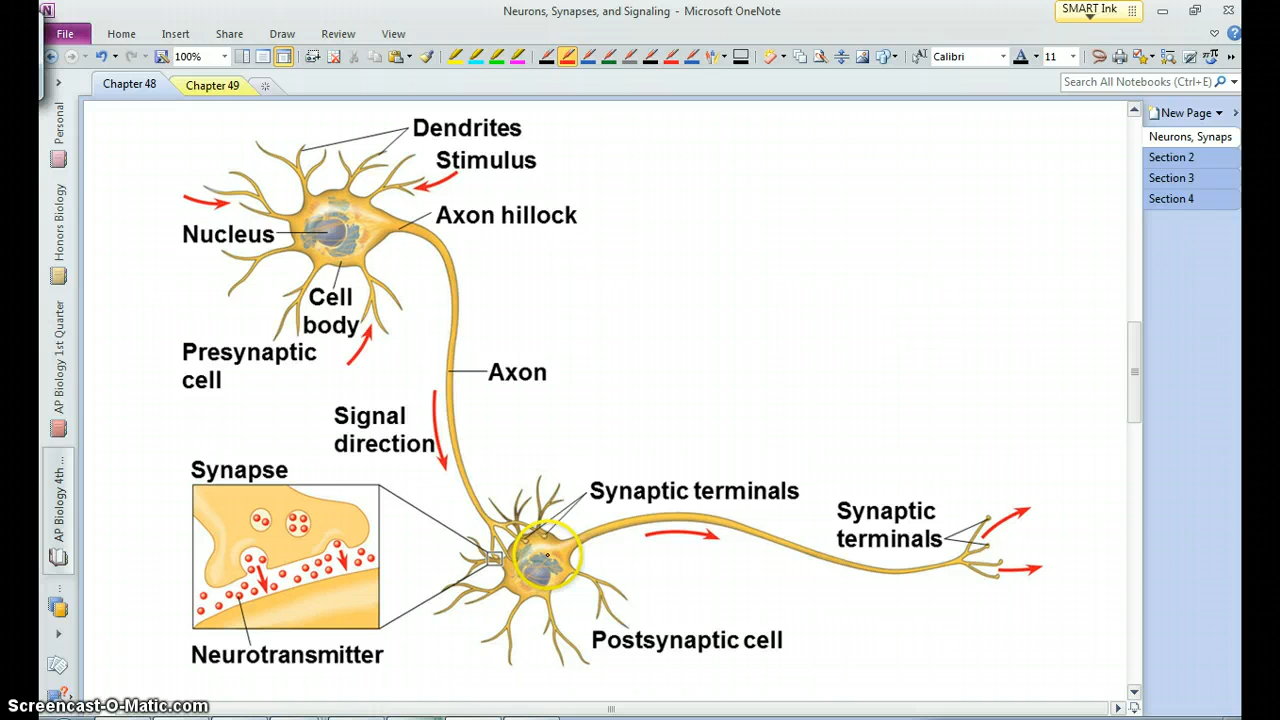 Neurons, Synapses, and Signaling - Microsoft OneNote
SMART Ink
File Home Insert Share Draw Review View
100%
Calibri
11
Chapter 48
Chapter 49
Search All Notebooks (Ctrl+E)
New Page
Neurons, Synaps
Section 2
Section 3
Section 4
Personal
Honors Biology
AP Biology 1st Quarter
AP Biology 4th ...
Dendrites
Stimulus
Axon hillock
Nucleus
Cell
body
Presynaptic
cell
Axon
Signal
direction
Synapse
Synaptic terminals
Synaptic
terminals
Postsynaptic cell
Neurotransmitter
Screencast-O-Matic.com